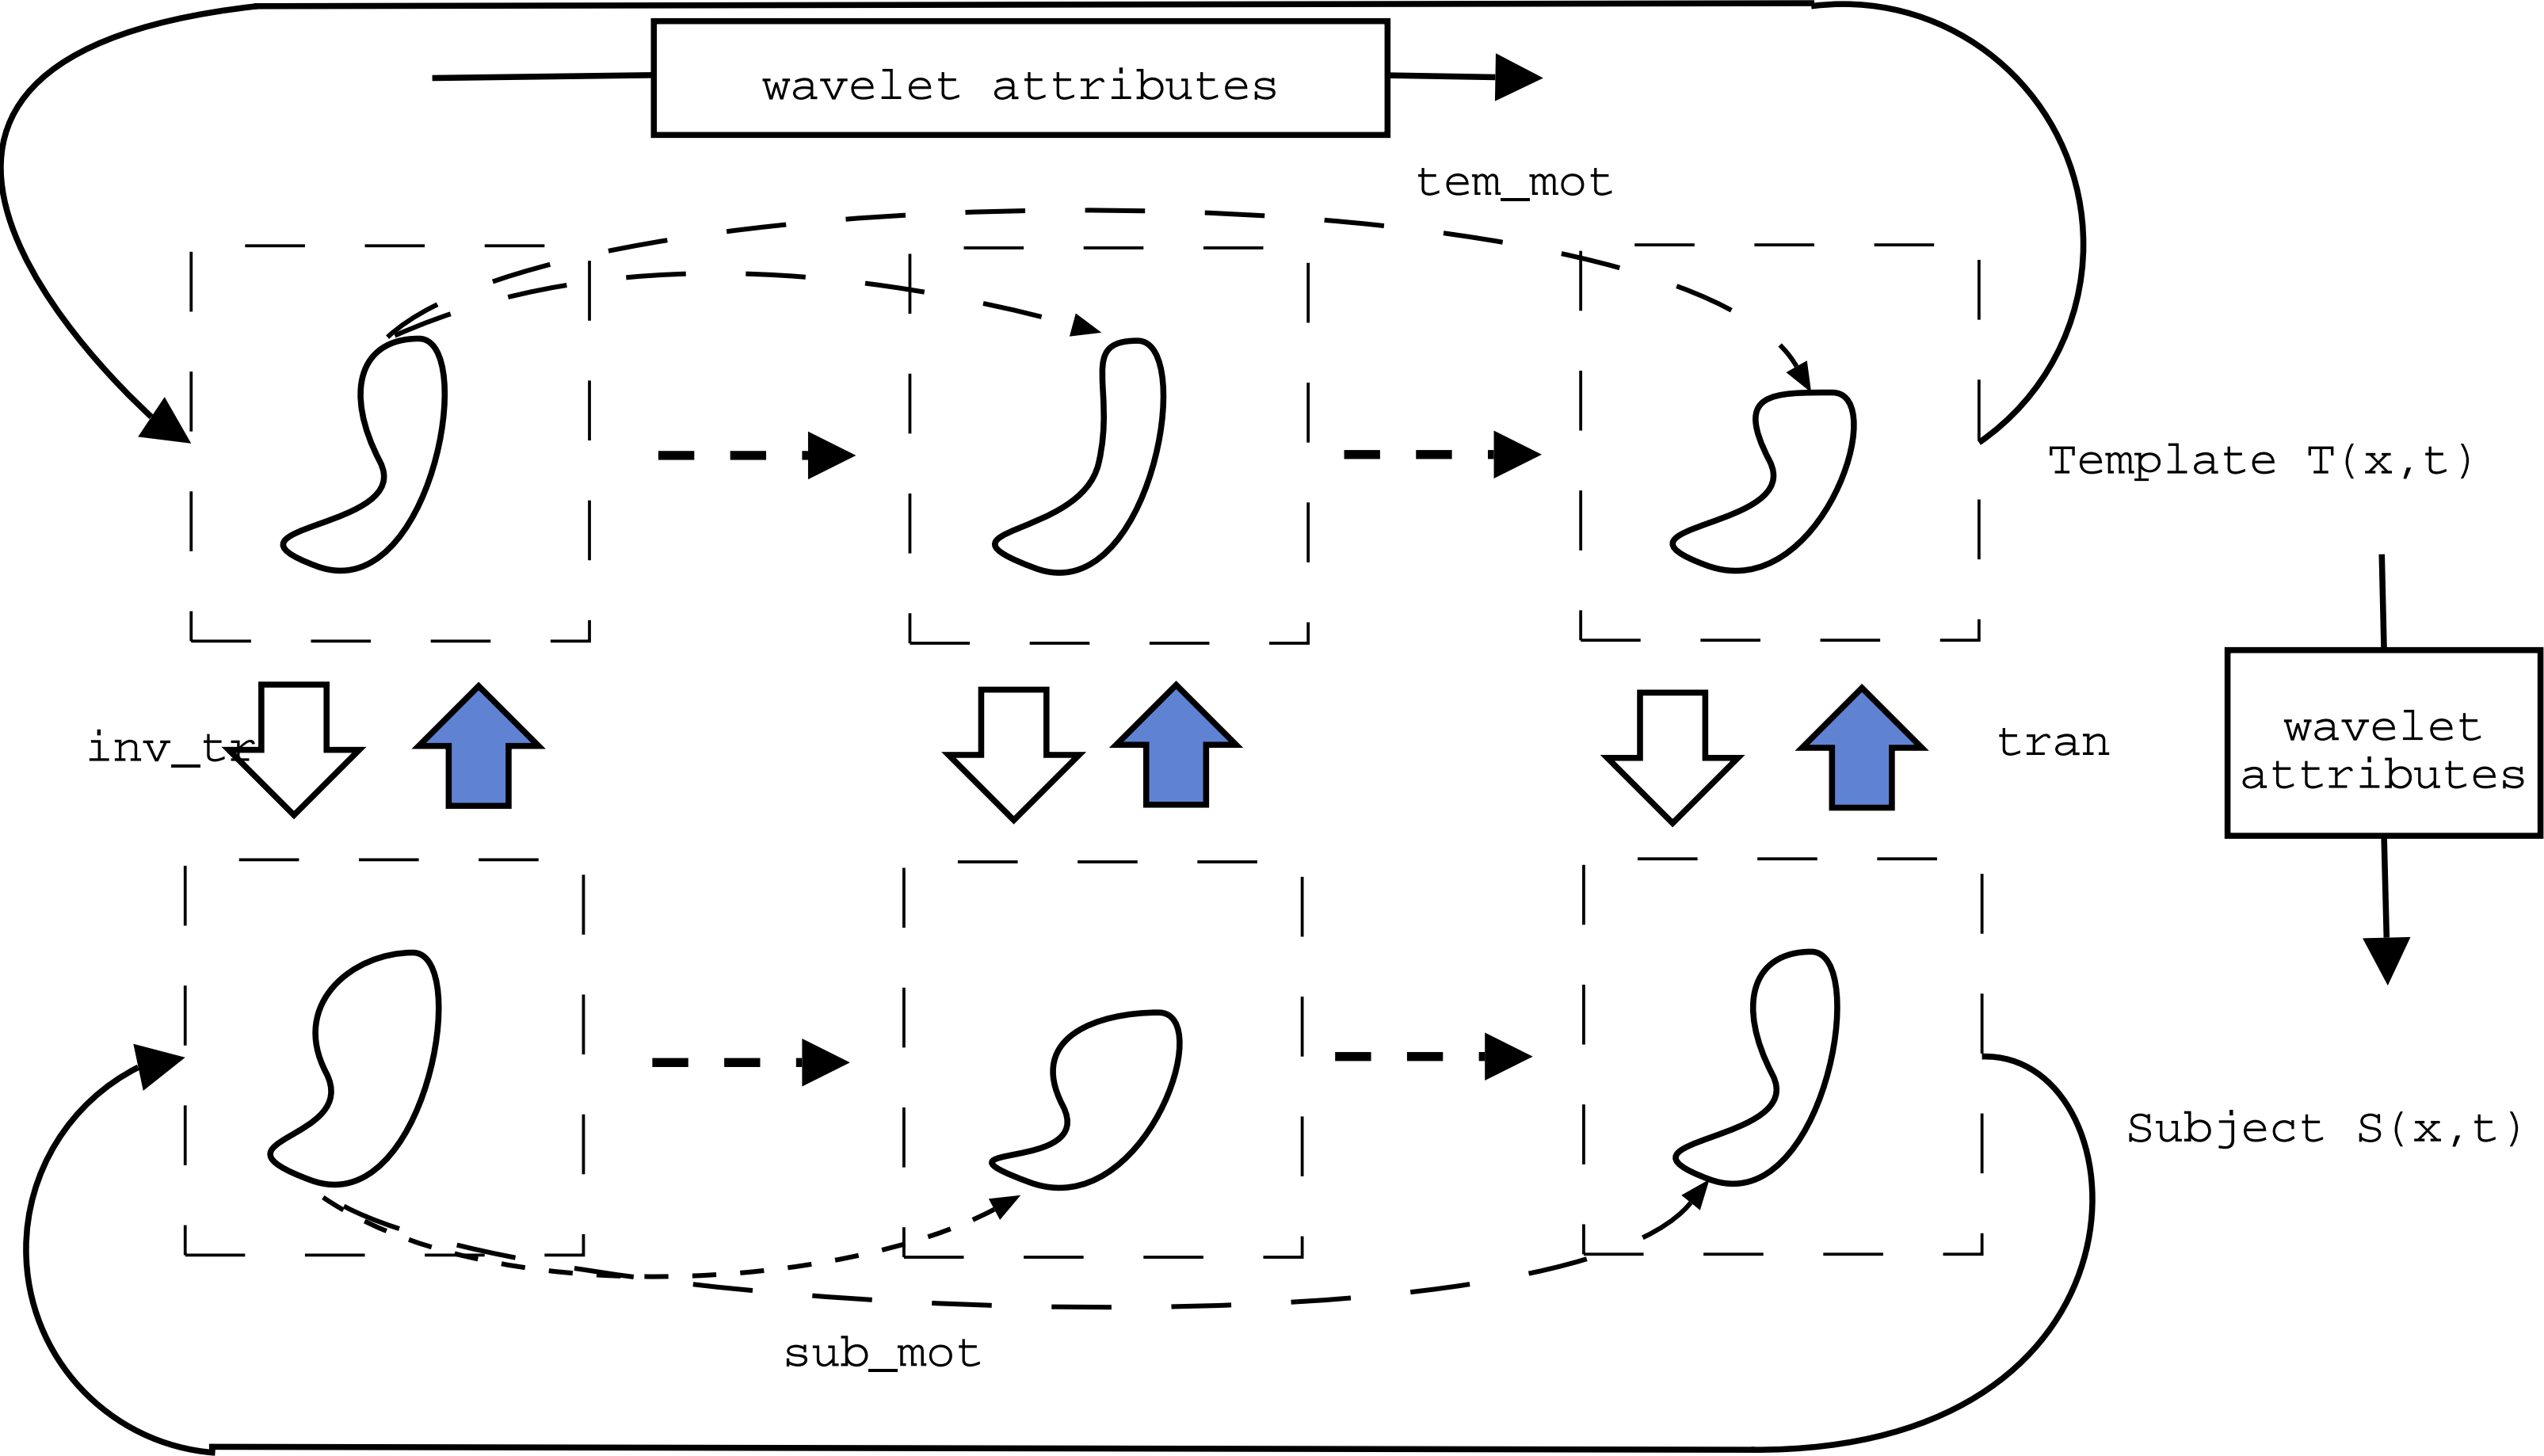 wavelet attributes
tem_mot
Template T(x,t)
inv_tr
tran
wavelet
attributes
Subject S(x,t)
sub_mot